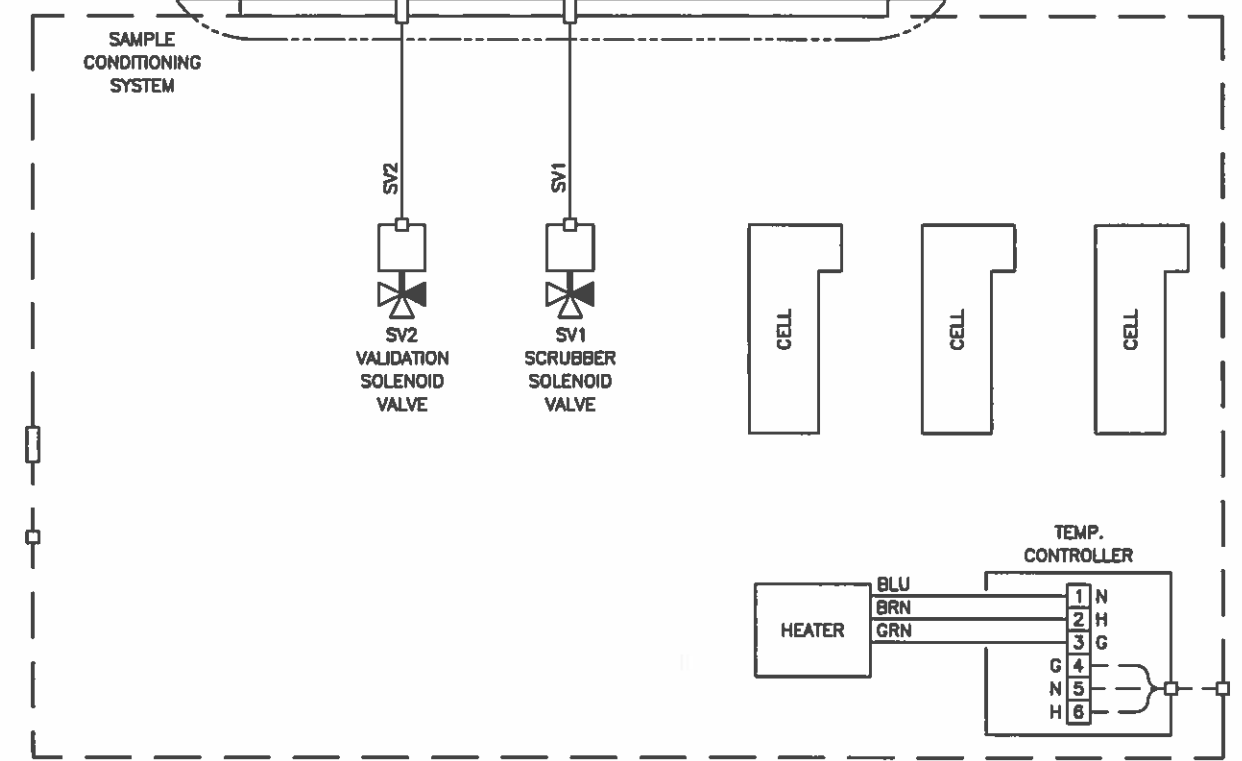 SAMPLE
CONDITIONING
SYSTEM
SV2
SV1
SV2
VALIDATION
SOLENOID
VALVE
SV1
SCRUBBER
SOLENOID
VALVE
CELL
CELL
CELL
TEMP.
CONTROLLER
HEATER
BLU
BRN
GRN
1 N
2 H
3 G
G 4
N 5
H 6